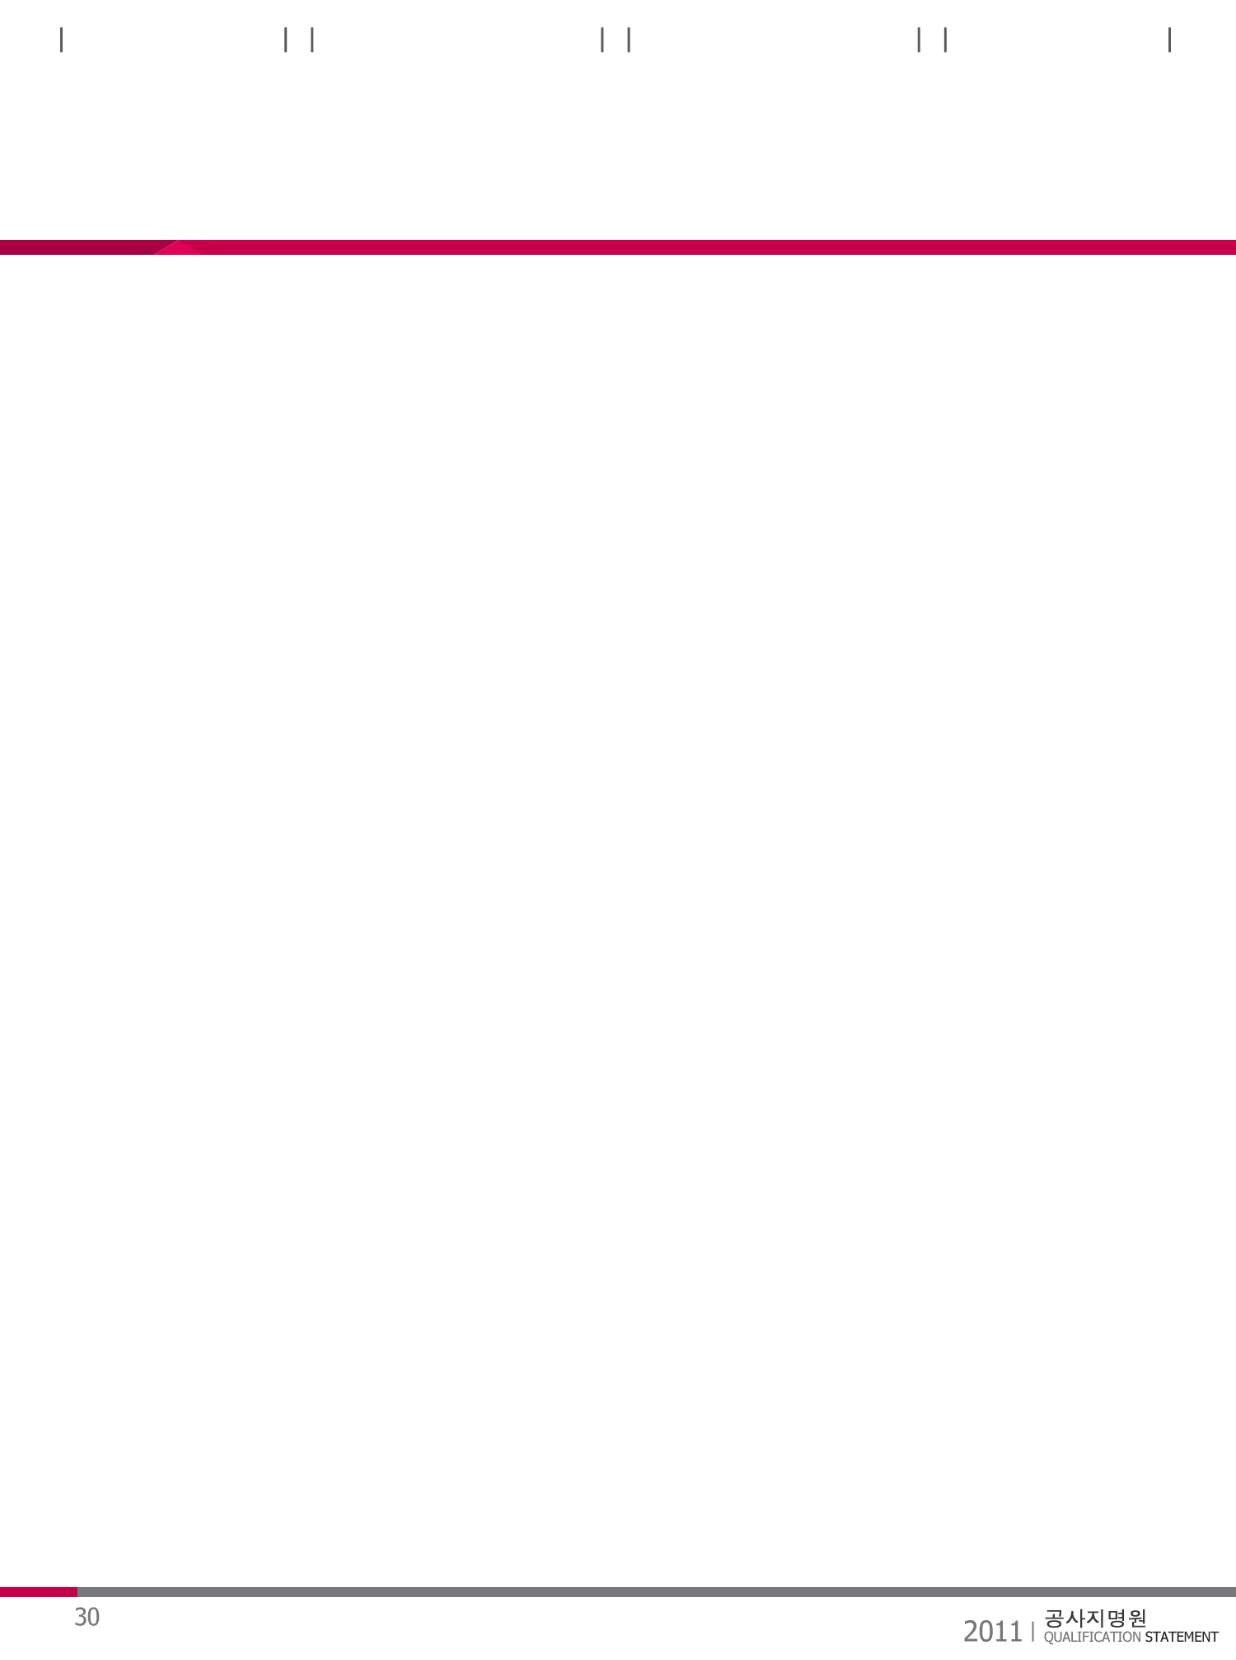 30
2011 | 공사지명원
QUALIFICATION STATEMENT